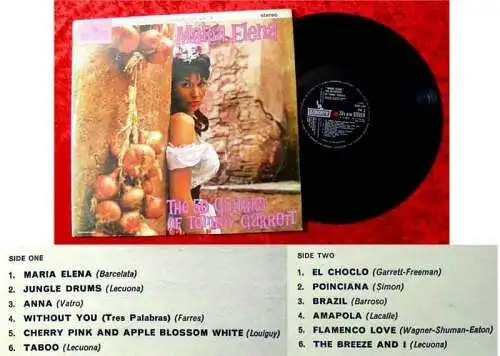 stereo
Maria Elena
The 50 Guitars
OF TOMMY GARRETT
LIBERTY
SIDE ONE
1. MARIA ELENA (Barcelata)
2. JUNGLE DRUMS (Lecuona)
3. ANNA (Vatro)
4. WITHOUT YOU (Tres Palabras) (Farres)
5. CHERRY PINK AND APPLE BLOSSOM WHITE (Louiguy)
6. TABOO (Lecuona)
SIDE TWO
1. EL CHOCLO (Garrett-Freeman)
2. POINCIANA (Simon)
3. BRAZIL (Barroso)
4. AMAPOLA (Lacalle)
5. FLAMENCO LOVE (Wagner-Shuman-Eaton)
6. THE BREEZE AND I (Lecuona)